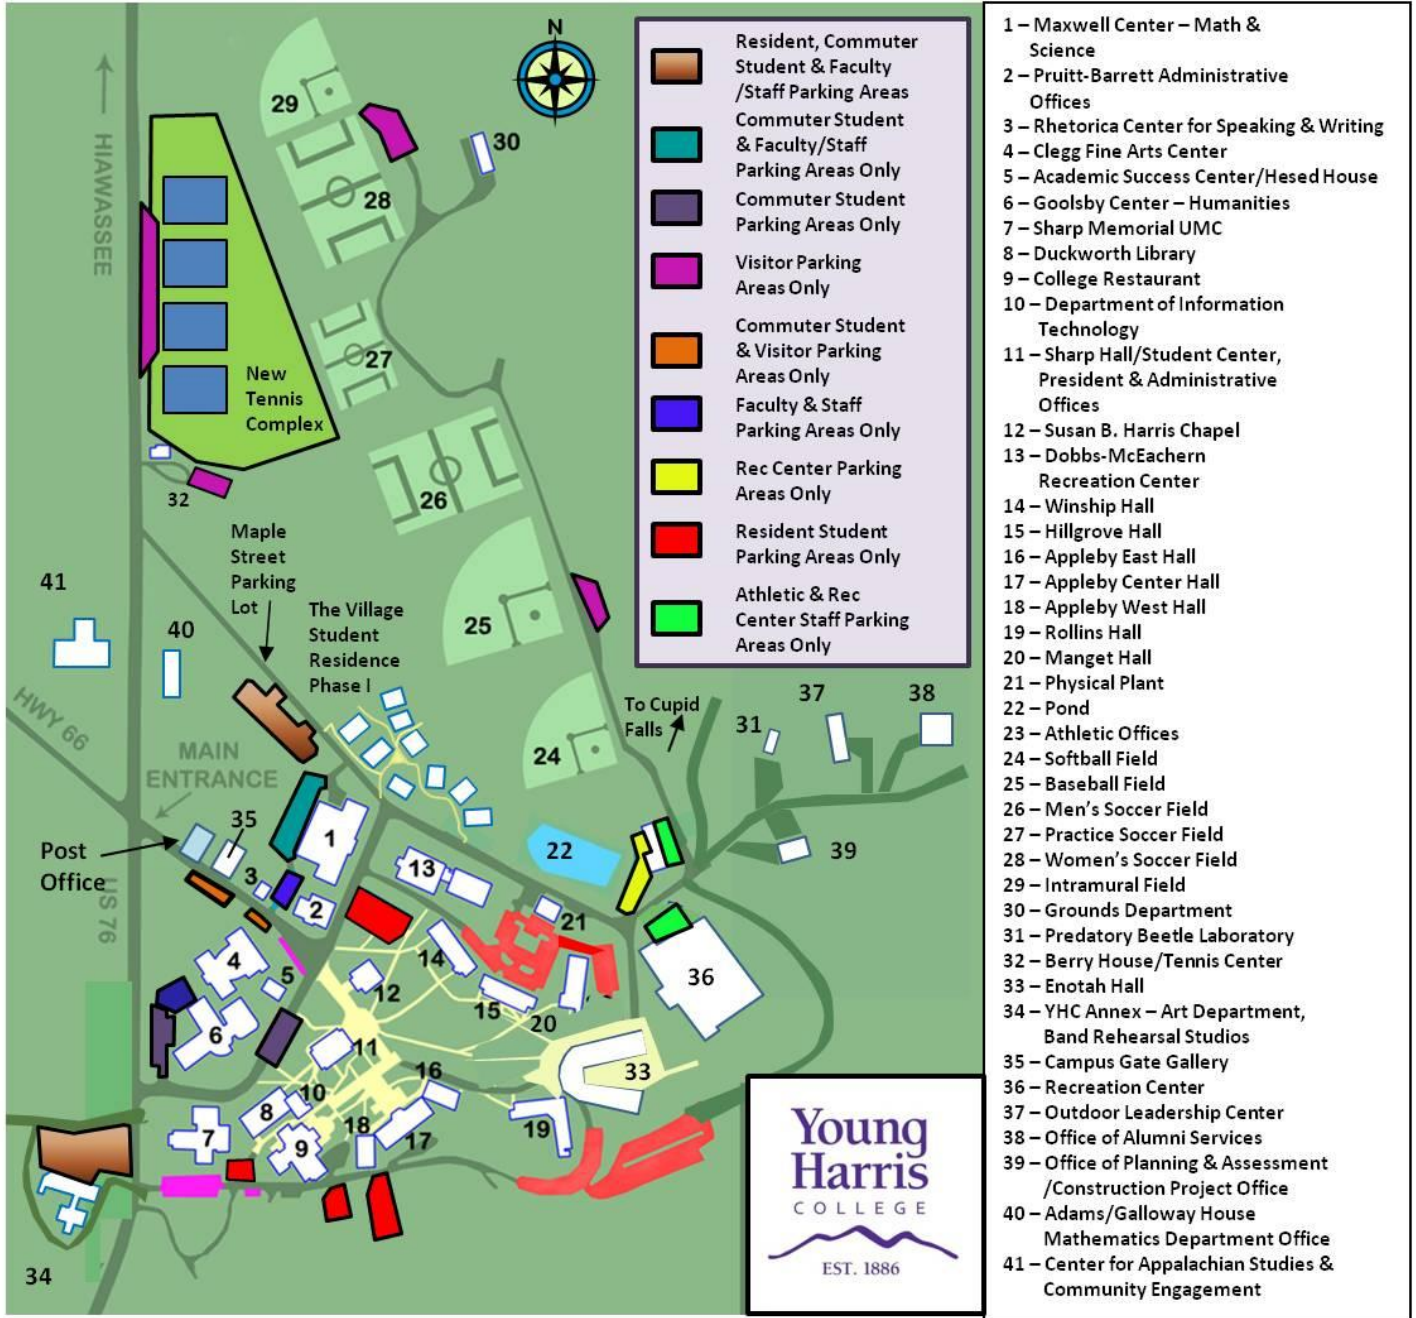 N
29
30
28
HIAWASSEE
27
New
Tennis
Complex
26
32
Maple
Street
Parking
Lot
41
40
The Village
Student
Residence
Phase I
25
HWY 66
MAIN
ENTRANCE
24
To Cupid
Falls
37
38
31
35
Post
Office
1
3
2
US 76
13
22
39
21
4
5
14
12
36
6
15
20
11
33
16
10
8
7
18
9
17
19
34
Resident, Commuter
Student & Faculty
/Staff Parking Areas
Commuter Student
& Faculty/Staff
Parking Areas Only
Commuter Student
Parking Areas Only
Visitor Parking
Areas Only
Commuter Student
& Visitor Parking
Areas Only
Faculty & Staff
Parking Areas Only
Rec Center Parking
Areas Only
Resident Student
Parking Areas Only
Athletic & Rec
Center Staff Parking
Areas Only
Young
Harris
COLLEGE
EST. 1886
1 – Maxwell Center – Math &
Science
2 – Pruitt-Barrett Administrative
Offices
3 – Rhetorica Center for Speaking & Writing
4 – Clegg Fine Arts Center
5 – Academic Success Center/Hesed House
6 – Goolsby Center – Humanities
7 – Sharp Memorial UMC
8 – Duckworth Library
9 – College Restaurant
10 – Department of Information
Technology
11 – Sharp Hall/Student Center,
President & Administrative
Offices
12 – Susan B. Harris Chapel
13 – Dobbs-McEachern
Recreation Center
14 – Winship Hall
15 – Hillgrove Hall
16 – Appleby East Hall
17 – Appleby Center Hall
18 – Appleby West Hall
19 – Rollins Hall
20 – Manget Hall
21 – Physical Plant
22 – Pond
23 – Athletic Offices
24 – Softball Field
25 – Baseball Field
26 – Men's Soccer Field
27 – Practice Soccer Field
28 – Women's Soccer Field
29 – Intramural Field
30 – Grounds Department
31 – Predatory Beetle Laboratory
32 – Berry House/Tennis Center
33 – Enotah Hall
34 – YHC Annex – Art Department,
Band Rehearsal Studios
35 – Campus Gate Gallery
36 – Recreation Center
37 – Outdoor Leadership Center
38 – Office of Alumni Services
39 – Office of Planning & Assessment
/Construction Project Office
40 – Adams/Galloway House
Mathematics Department Office
41 – Center for Appalachian Studies &
Community Engagement